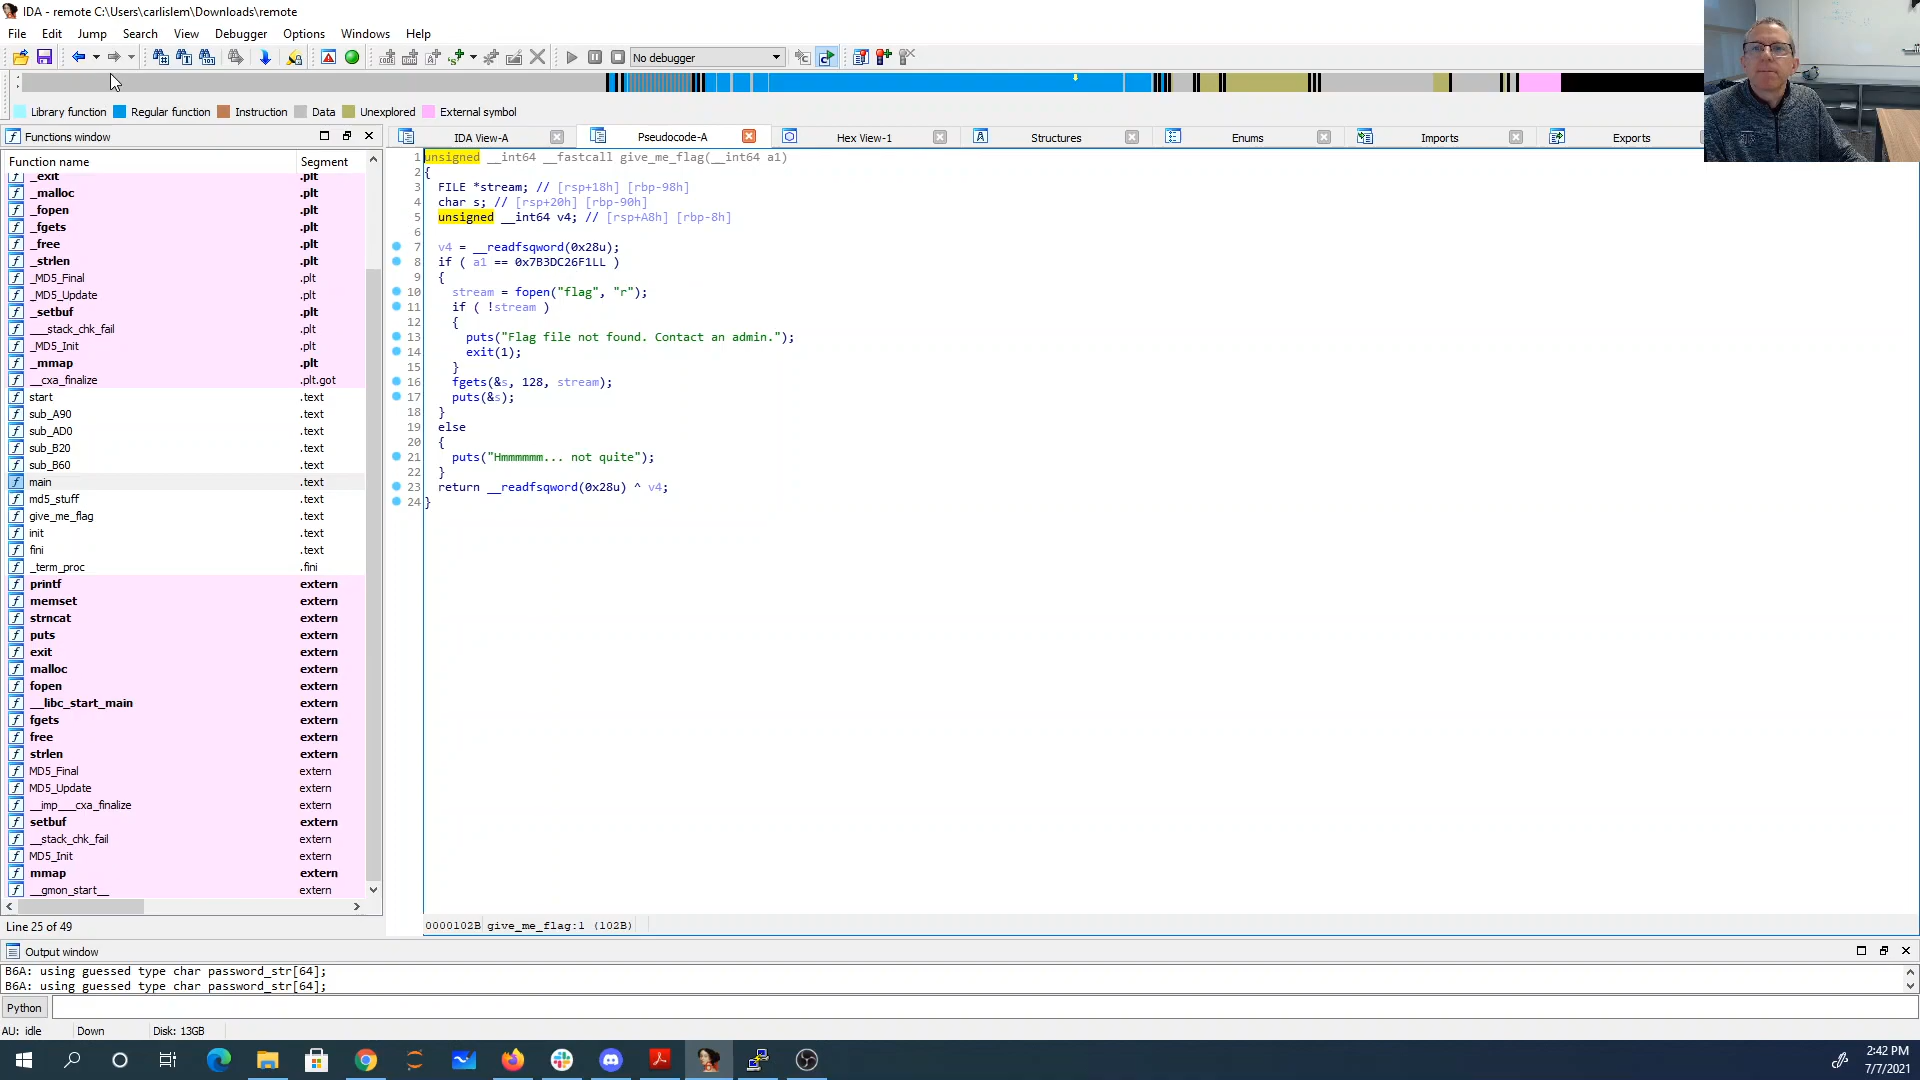 IDA - remote C:\Users\carlislem\Downloads\remote
File Edit Jump Search View Debugger Options Windows Help
No debugger
Library function Regular function Instruction Data Unexplored External symbol
Functions window
IDA View-A Pseudocode-A Hex View-1 Structures Enums Imports Exports
Function name Segment
_exit .plt
_malloc .plt
_fopen .plt
_fgets .plt
_free .plt
_strlen .plt
_MD5_Final .plt
_MD5_Update .plt
_setbuf .plt
___stack_chk_fail .plt
_MD5_Init .plt
_mmap .plt
__cxa_finalize .plt.got
start .text
sub_A90 .text
sub_AD0 .text
sub_B20 .text
sub_B60 .text
main .text
md5_stuff .text
give_me_flag .text
init .text
fini .text
_term_proc .fini
printf extern
memset extern
strncat extern
puts extern
exit extern
malloc extern
fopen extern
__libc_start_main extern
fgets extern
free extern
strlen extern
MD5_Final extern
MD5_Update extern
__imp___cxa_finalize extern
setbuf extern
__stack_chk_fail extern
MD5_Init extern
mmap extern
__gmon_start__ extern
Line 25 of 49
1 unsigned __int64 __fastcall give_me_flag(__int64 a1)
2 {
3 FILE *stream; // [rsp+18h] [rbp-98h]
4 char s; // [rsp+20h] [rbp-90h]
5 unsigned __int64 v4; // [rsp+A8h] [rbp-8h]
6
7 v4 = __readfsqword(0x28u);
8 if ( a1 == 0x7B3DC26F1LL )
9 {
10 stream = fopen("flag", "r");
11 if ( !stream )
12 {
13 puts("Flag file not found. Contact an admin.");
14 exit(1);
15 }
16 fgets(&s, 128, stream);
17 puts(&s);
18 }
19 else
20 {
21 puts("Hmmmmmm... not quite");
22 }
23 return __readfsqword(0x28u) ^ v4;
24 }
0000102B give_me_flag:1 (102B)
Output window
B6A: using guessed type char password_str[64];
B6A: using guessed type char password_str[64];
Python
AU: idle Down Disk: 13GB
2:42 PM
7/7/2021